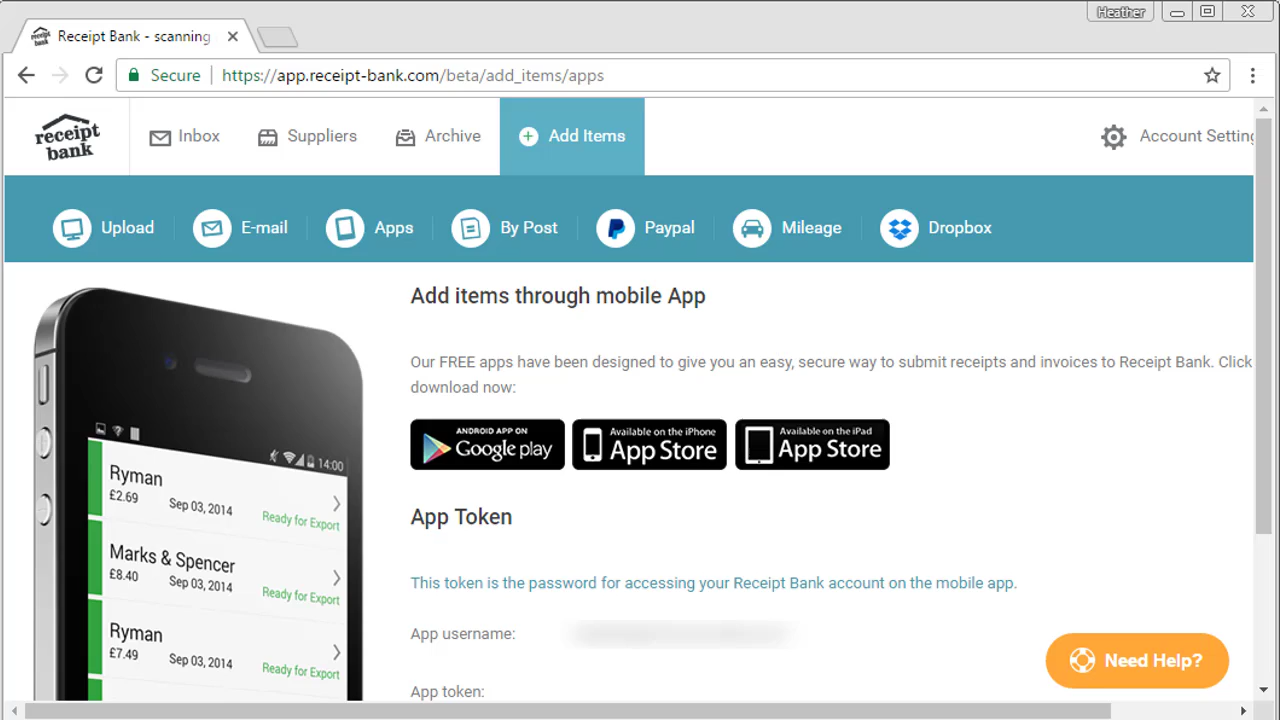 Heather
Receipt Bank - scanning
Secure https://app.receipt-bank.com/beta/add_items/apps
receipt bank
Inbox Suppliers Archive Add Items Account Settin
Upload E-mail Apps By Post Paypal Mileage Dropbox
Add items through mobile App
Our FREE apps have been designed to give you an easy, secure way to submit receipts and invoices to Receipt Bank. Click
download now:
ANDROID APP ON
Google play
Available on the iPhone
App Store
Available on the iPad
App Store
App Token
This token is the password for accessing your Receipt Bank account on the mobile app.
App username:
App token:
Need Help?
14:00
Ryman
£2.69 Sep 03, 2014 Ready for Export
Marks & Spencer
£8.40 Sep 03, 2014 Ready for Export
Ryman
£7.49 Sep 03, 2014 Ready for Export